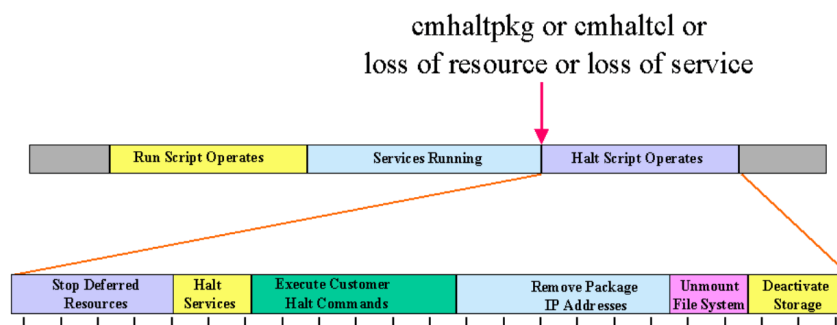 cmhaltpkg or cmhaltcl or
loss of resource or loss of service
Run Script Operates
Services Running
Halt Script Operates
Stop Deferred
Resources
Halt
Services
Execute Customer
Halt Commands
Remove Package
IP Addresses
Unmount
File System
Deactivate
Storage